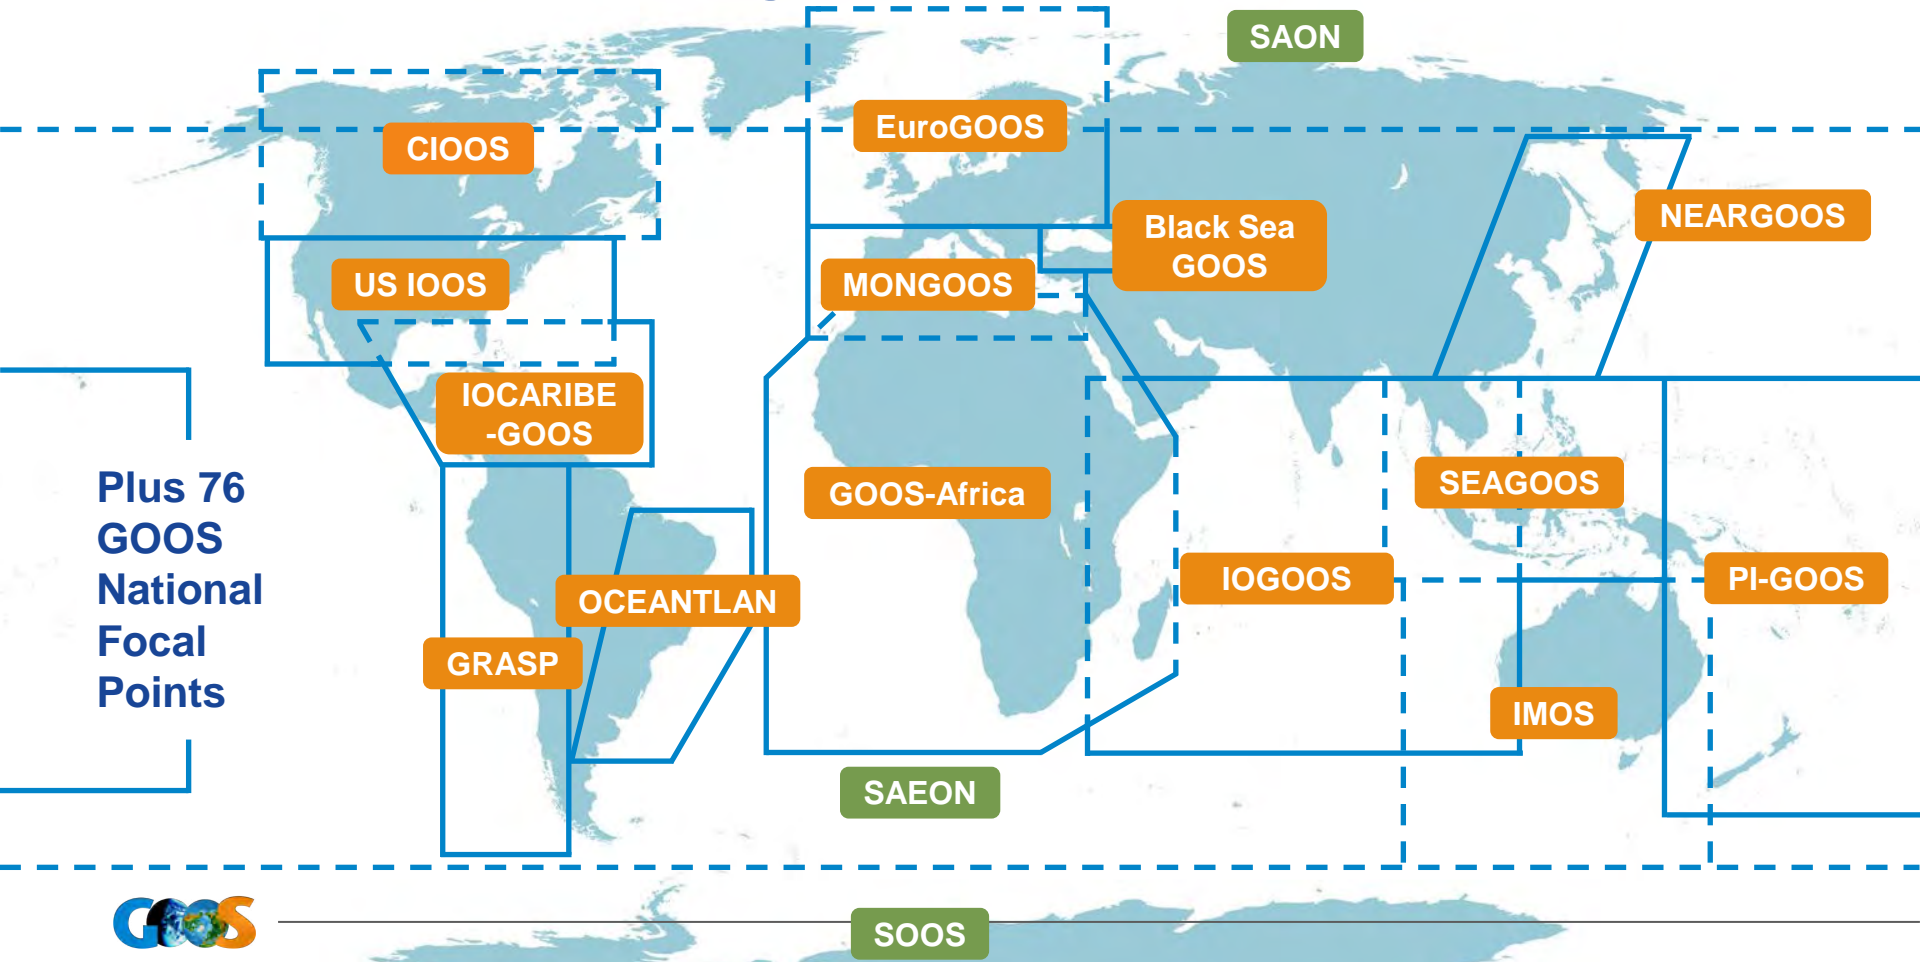 SAON
EuroGOOS
CIOOS
NEARGOOS
Black Sea
GOOS
US IOOS
MONGOOS
IOCARIBE
-GOOS
Plus 76
GOOS
National
Focal
Points
GOOS-Africa
SEAGOOS
IOGOOS
PI-GOOS
OCEANTLAN
GRASP
IMOS
SAEON
GOOS
SOOS